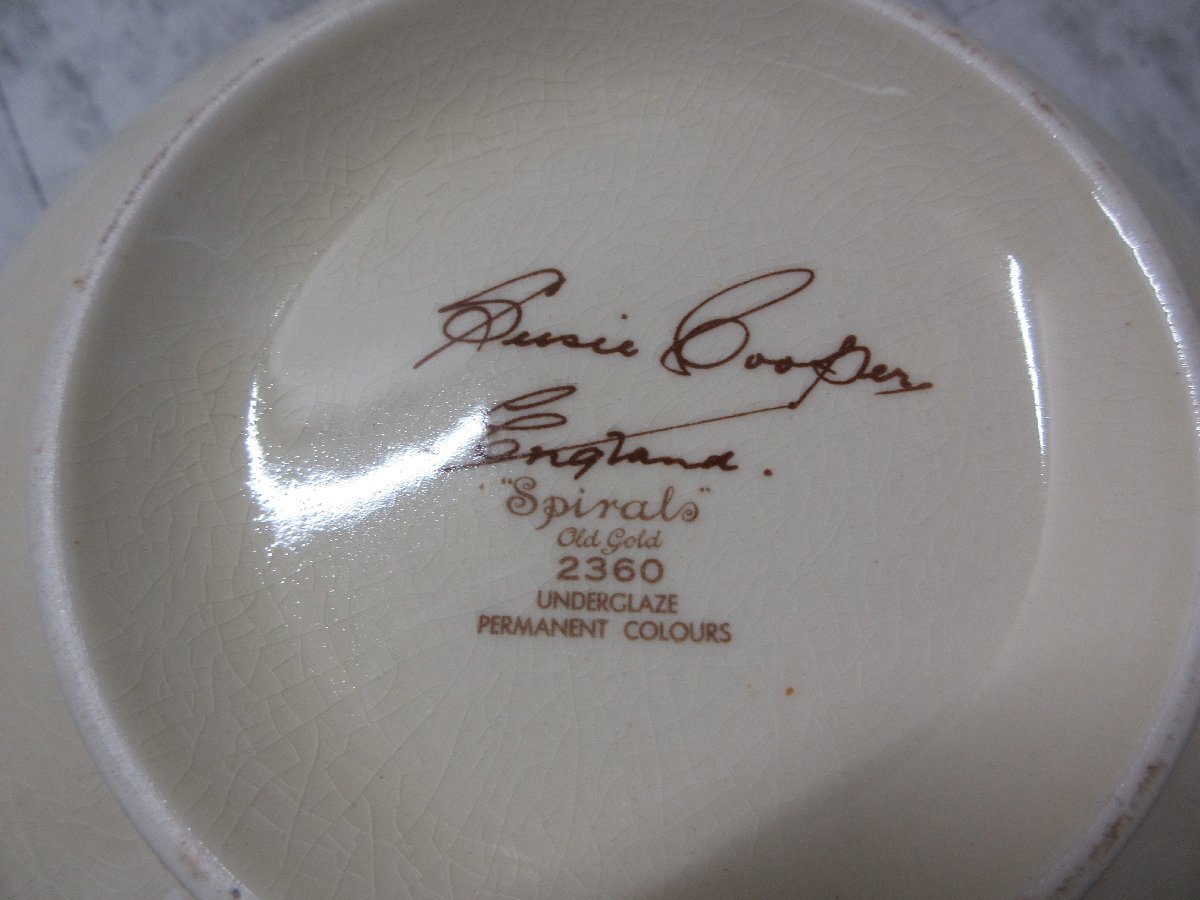 Susie Cooper
England.
"Spirals"
Old Gold
2360
UNDERGLAZE
PERMANENT COLOURS